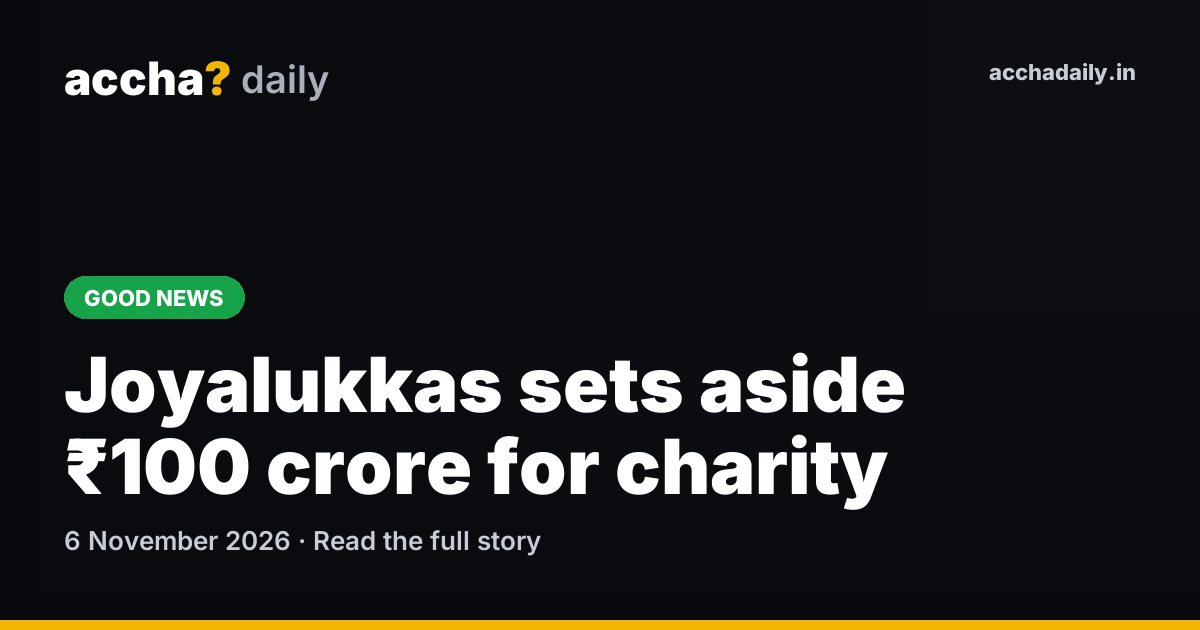 accha? daily
acchadaily.in
GOOD NEWS
Joyalukkas sets aside
₹100 crore for charity
6 November 2026 · Read the full story